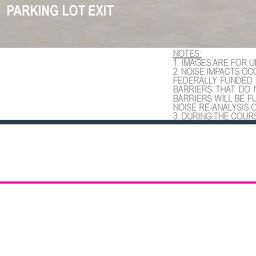 PARKING LOT EXIT
NOTES:
1. IMAGES ARE FOR
2. NOISE IMPACTS
FEDERALLY FUNDED
BARRIERS THAT DO
BARRIERS WILL BE
NOISE RE-ANALYSIS
3. DURING THE